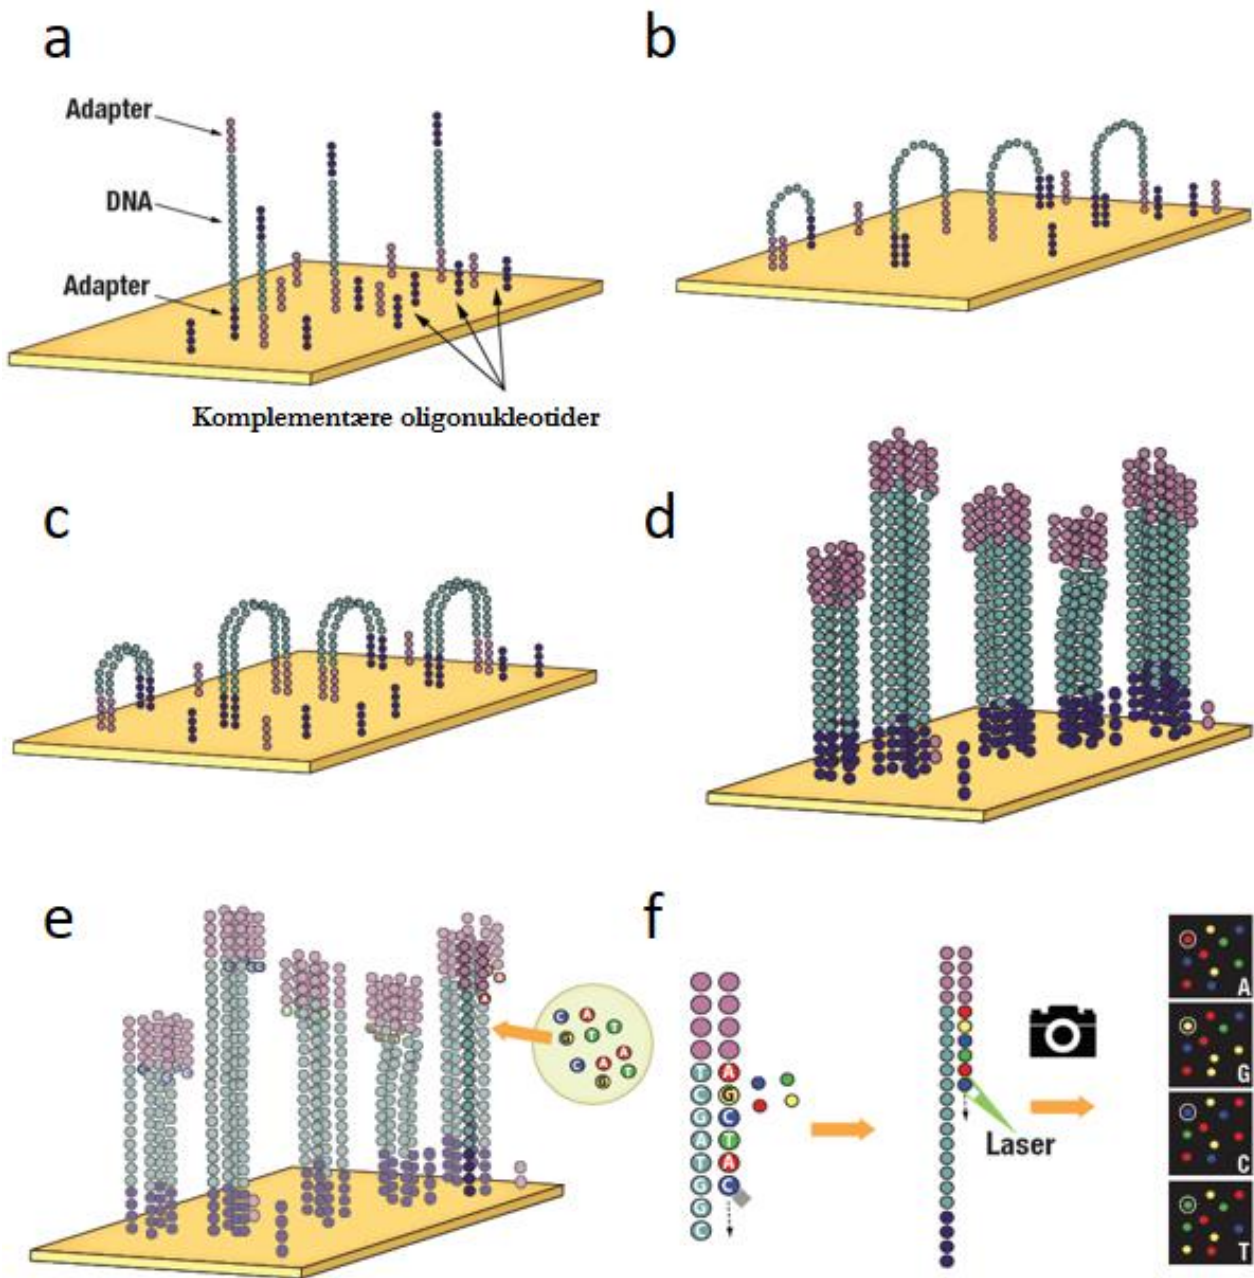 a
Adapter
DNA
Adapter
Komplementære oligonukleotider
b
c
d
e
C A
G T T
A
C A T
G
f
T A
C G
G C
A T
T A
G C
G
C
Laser
A
G
C
T